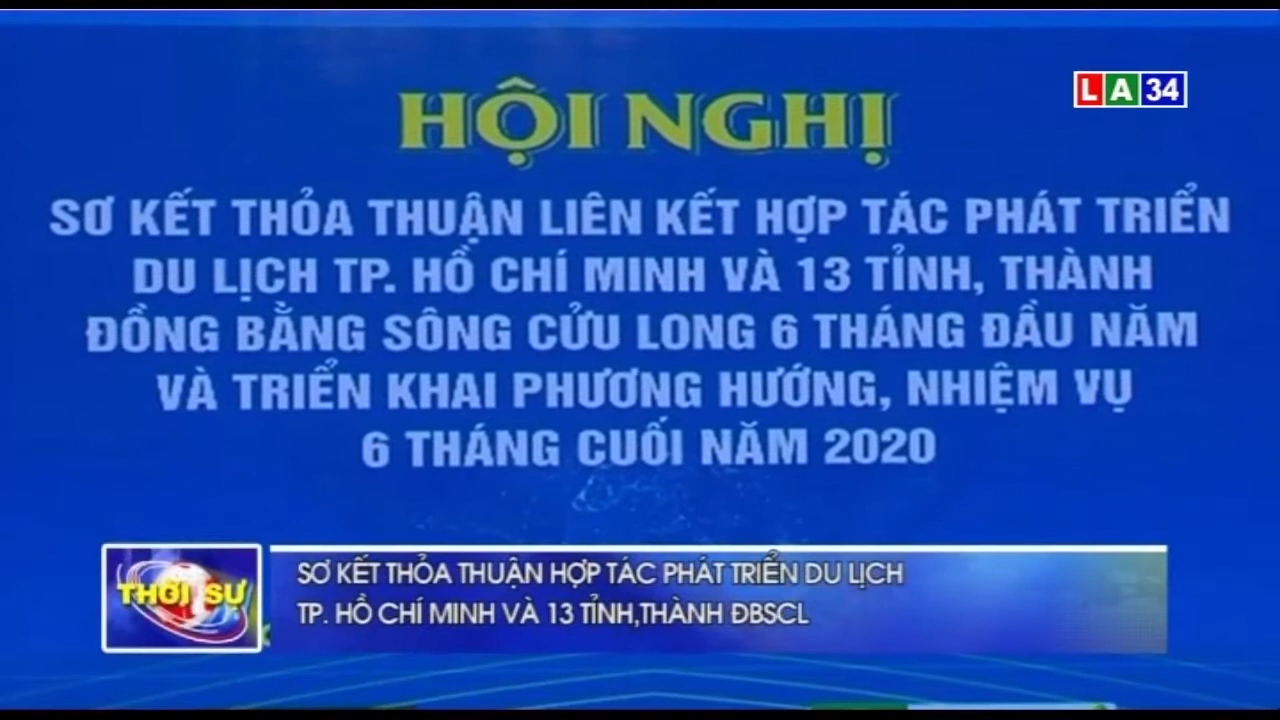 LA34
HỘI NGHỊ
SƠ KẾT THỎA THUẬN LIÊN KẾT HỢP TÁC PHÁT TRIỂN
DU LỊCH TP. HỒ CHÍ MINH VÀ 13 TỈNH, THÀNH
ĐỒNG BẰNG SÔNG CỬU LONG 6 THÁNG ĐẦU NĂM
VÀ TRIỂN KHAI PHƯƠNG HƯỚNG, NHIỆM VỤ
6 THÁNG CUỐI NĂM 2020
THỜI SỰ
SƠ KẾT THỎA THUẬN HỢP TÁC PHÁT TRIỂN DU LỊCH
TP. HỒ CHÍ MINH VÀ 13 TỈNH,THÀNH ĐBSCL